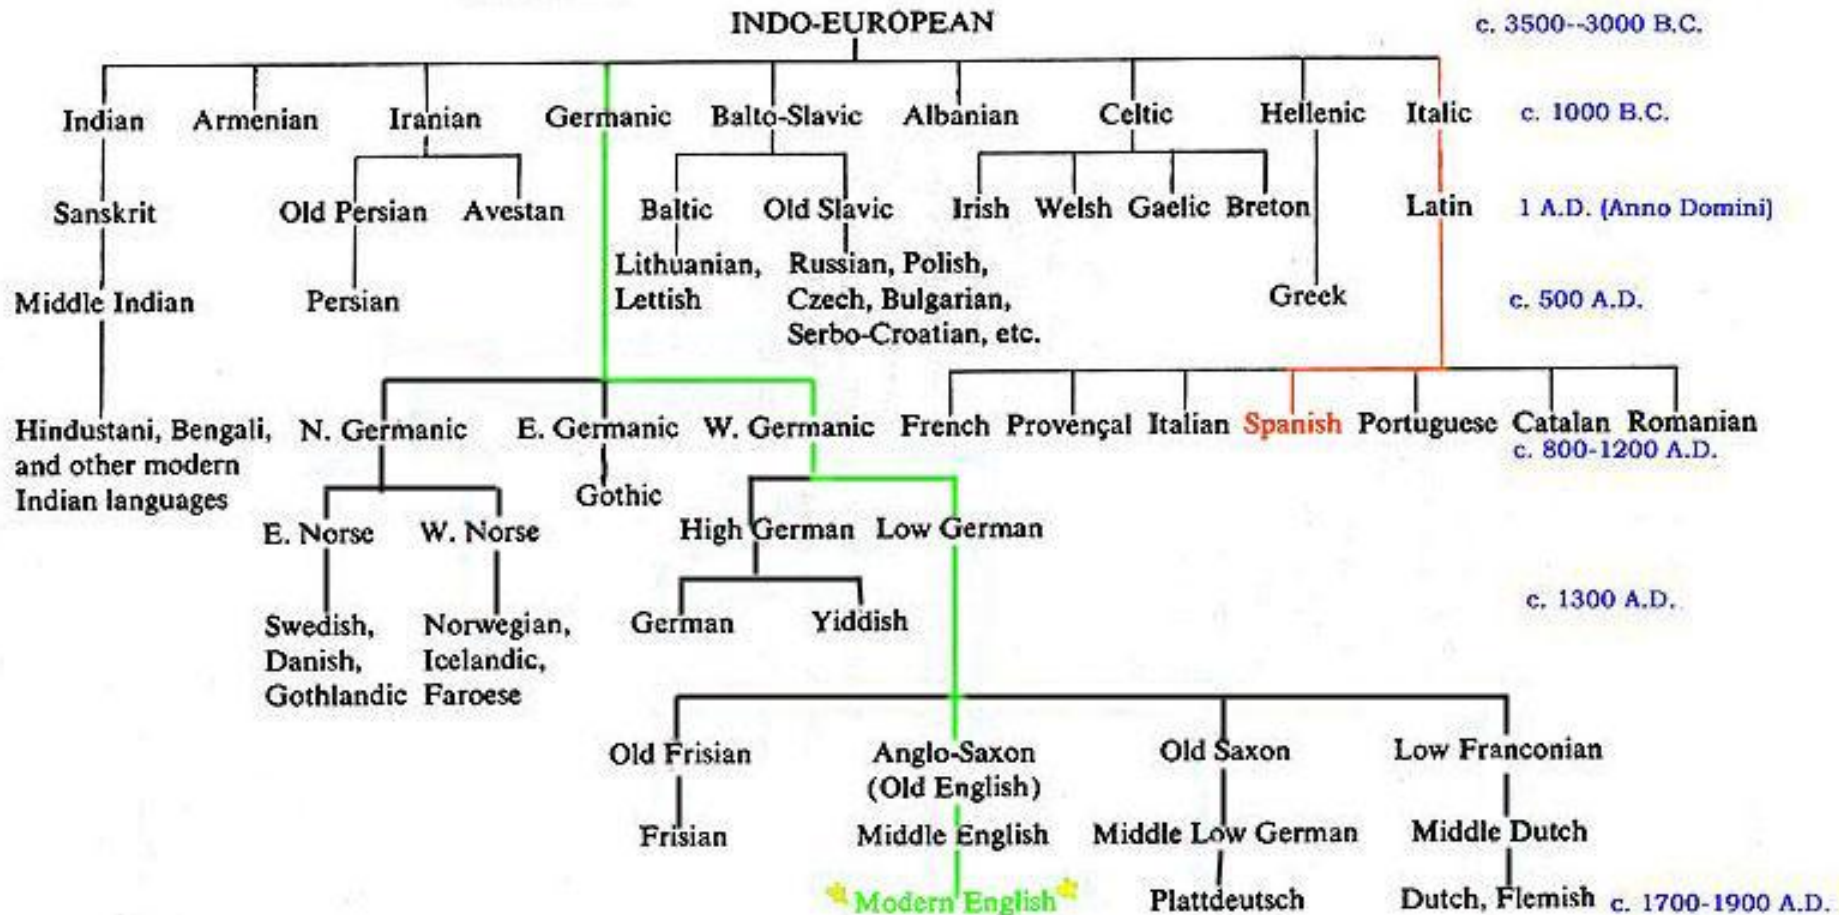 INDO-EUROPEAN
c. 3500--3000 B.C.
Indian Armenian Iranian Germanic Balto-Slavic Albanian Celtic Hellenic Italic c. 1000 B.C.
Sanskrit Old Persian Avestan Baltic Old Slavic Irish Welsh Gaelic Breton Latin 1 A.D. (Anno Domini)
Lithuanian,
Lettish
Russian, Polish,
Czech, Bulgarian,
Serbo-Croatian, etc.
Middle Indian Persian Greek c. 500 A.D.
Hindustani, Bengali,
and other modern
Indian languages
N. Germanic E. Germanic W. Germanic French Provençal Italian Spanish Portuguese Catalan Romanian
c. 800-1200 A.D.
Gothic
E. Norse W. Norse High German Low German
c. 1300 A.D.
Swedish,
Danish,
Gothlandic
Norwegian,
Icelandic,
Faroese
German Yiddish
Old Frisian Anglo-Saxon
(Old English)
Old Saxon Low Franconian
Frisian Middle English Middle Low German Middle Dutch
Modern English Plattdeutsch Dutch, Flemish c. 1700-1900 A.D.